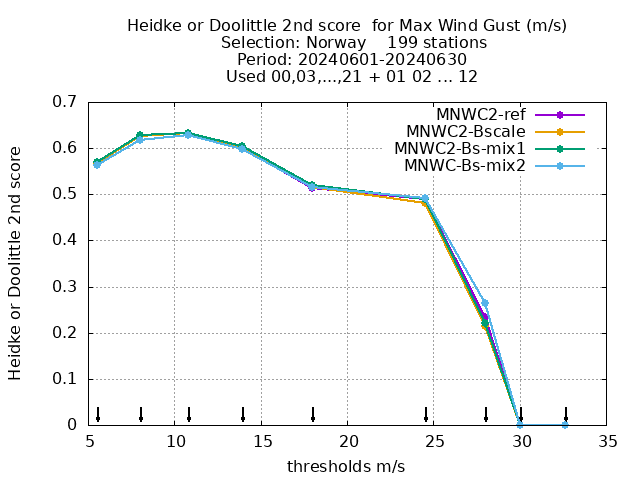 Heidke or Doolittle 2nd score  for Max Wind Gust (m/s)
Selection: Norway    199 stations
Period: 20240601-20240630
Used 00,03,...,21 + 01 02 ... 12
MNWC2-ref
MNWC2-Bscale
MNWC2-Bs-mix1
MNWC-Bs-mix2
Heidke or Doolittle 2nd score
0.7
0.6
0.5
0.4
0.3
0.2
0.1
0
5 10 15 20 25 30 35
thresholds m/s